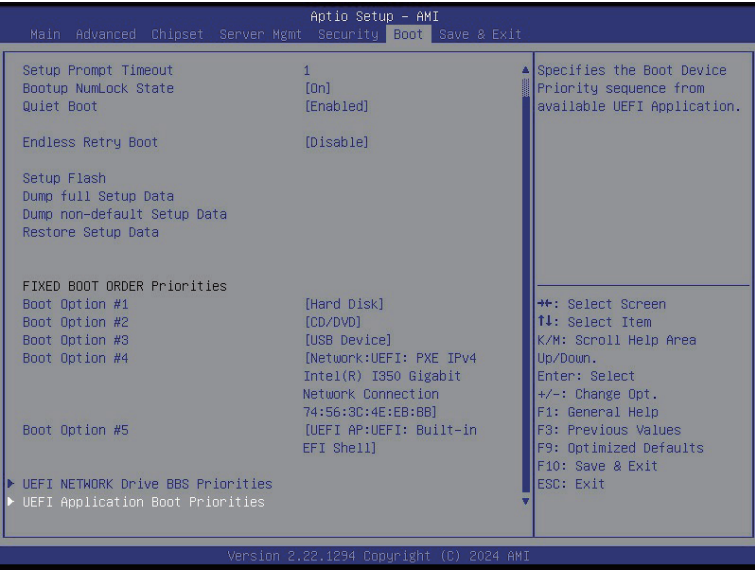 Aptio Setup – AMI
Main Advanced Chipset Server Mgmt Security Boot Save & Exit
Setup Prompt Timeout 1
Bootup NumLock State [On]
Quiet Boot [Enabled]
Endless Retry Boot [Disable]
Setup Flash
Dump full Setup Data
Dump non-default Setup Data
Restore Setup Data
FIXED BOOT ORDER Priorities
Boot Option #1 [Hard Disk]
Boot Option #2 [CD/DVD]
Boot Option #3 [USB Device]
Boot Option #4 [Network:UEFI: PXE IPv4
Intel(R) I350 Gigabit
Network Connection
74:56:3C:4E:EB:BB]
Boot Option #5 [UEFI AP:UEFI: Built-in
EFI Shell]
UEFI NETWORK Drive BBS Priorities
UEFI Application Boot Priorities
Specifies the Boot Device
Priority sequence from
available UEFI Application.
→←: Select Screen
↑↓: Select Item
K/M: Scroll Help Area
Up/Down.
Enter: Select
+/-: Change Opt.
F1: General Help
F3: Previous Values
F9: Optimized Defaults
F10: Save & Exit
ESC: Exit
Version 2.22.1294 Copyright (C) 2024 AMI